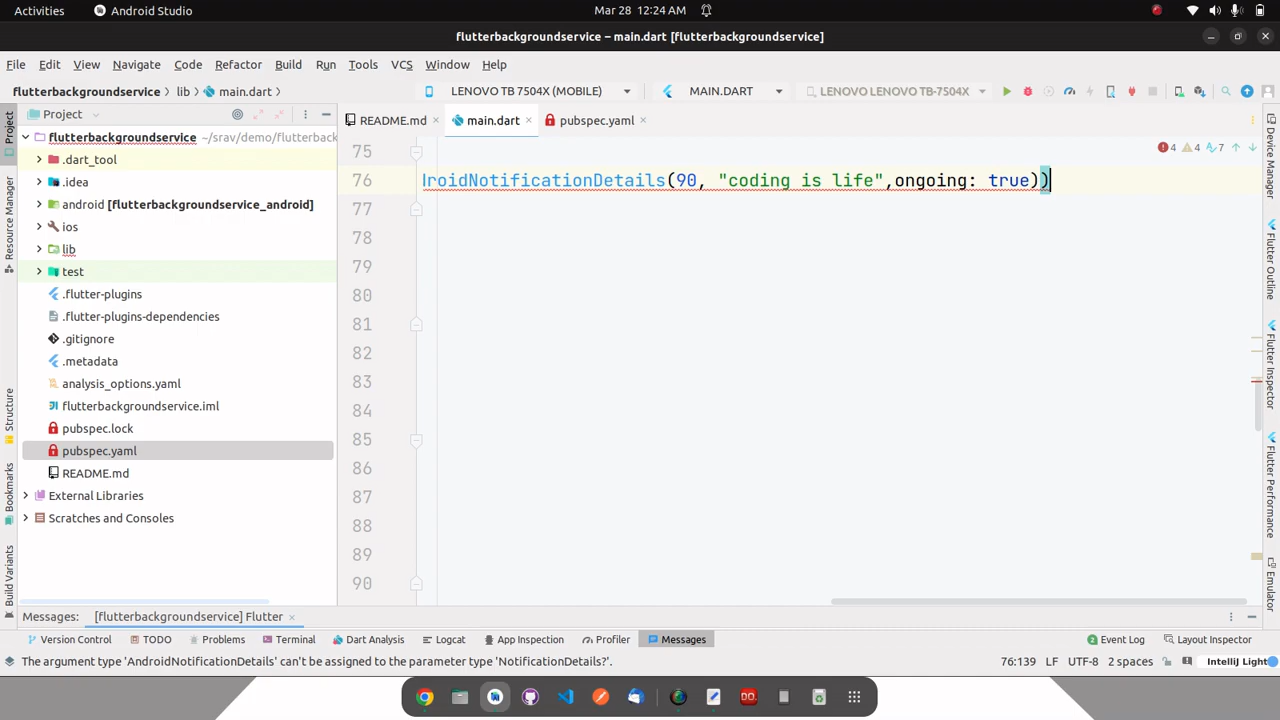 Activities
Android Studio
Mar 28 12:24 AM
flutterbackgroundservice – main.dart [flutterbackgroundservice]
File Edit View Navigate Code Refactor Build Run Tools VCS Window Help
flutterbackgroundservice lib main.dart
LENOVO TB 7504X (MOBILE)
MAIN.DART
LENOVO LENOVO TB-7504X
Project
README.md
main.dart
pubspec.yaml
flutterbackgroundservice ~/srav/demo/flutterback
.dart_tool
.idea
android [flutterbackgroundservice_android]
ios
lib
test
.flutter-plugins
.flutter-plugins-dependencies
.gitignore
.metadata
analysis_options.yaml
flutterbackgroundservice.iml
pubspec.lock
pubspec.yaml
README.md
External Libraries
Scratches and Consoles
4 4 7
75
76 roidNotificationDetails(90, "coding is life",ongoing: true))
77
78
79
80
81
82
83
84
85
86
87
88
89
90
Project
Resource Manager
Structure
Bookmarks
Build Variants
Device Manager
Flutter Outline
Flutter Inspector
Flutter Performance
Emulator
Messages: [flutterbackgroundservice] Flutter
Version Control TODO Problems Terminal Dart Analysis Logcat App Inspection Profiler Messages
2 Event Log Layout Inspector
The argument type 'AndroidNotificationDetails' can't be assigned to the parameter type 'NotificationDetails?'.
76:139 LF UTF-8 2 spaces IntelliJ Light
DO.